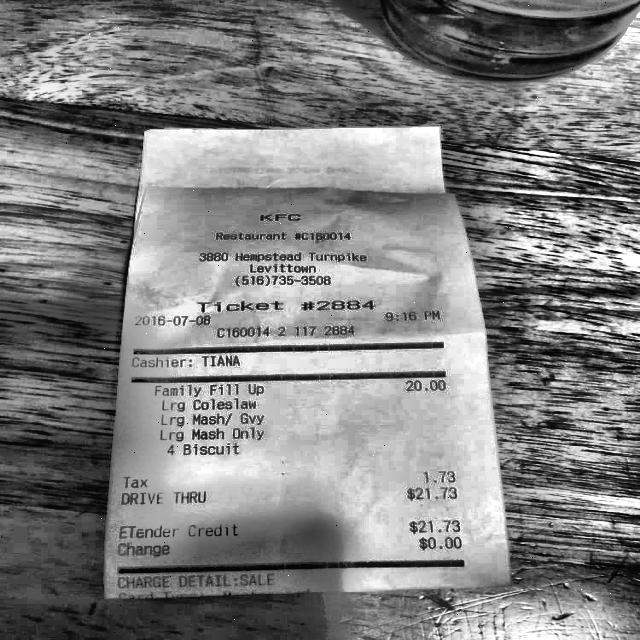 KFC
Restaurant #C160014
3880 Hempstead Turnpike
Levittown
(516)735-3508
Ticket #2884
2016-07-08 9:16 PM
C160014 2 117 2884
Cashier: TIANA
Family Fill Up 20.00
Lrg Coleslaw
Lrg Mash/ Gvy
Lrg Mash Only
4 Biscuit
Tax 1.73
DRIVE THRU $21.73
ETender Credit $21.73
Change $0.00
CHARGE DETAIL:SALE